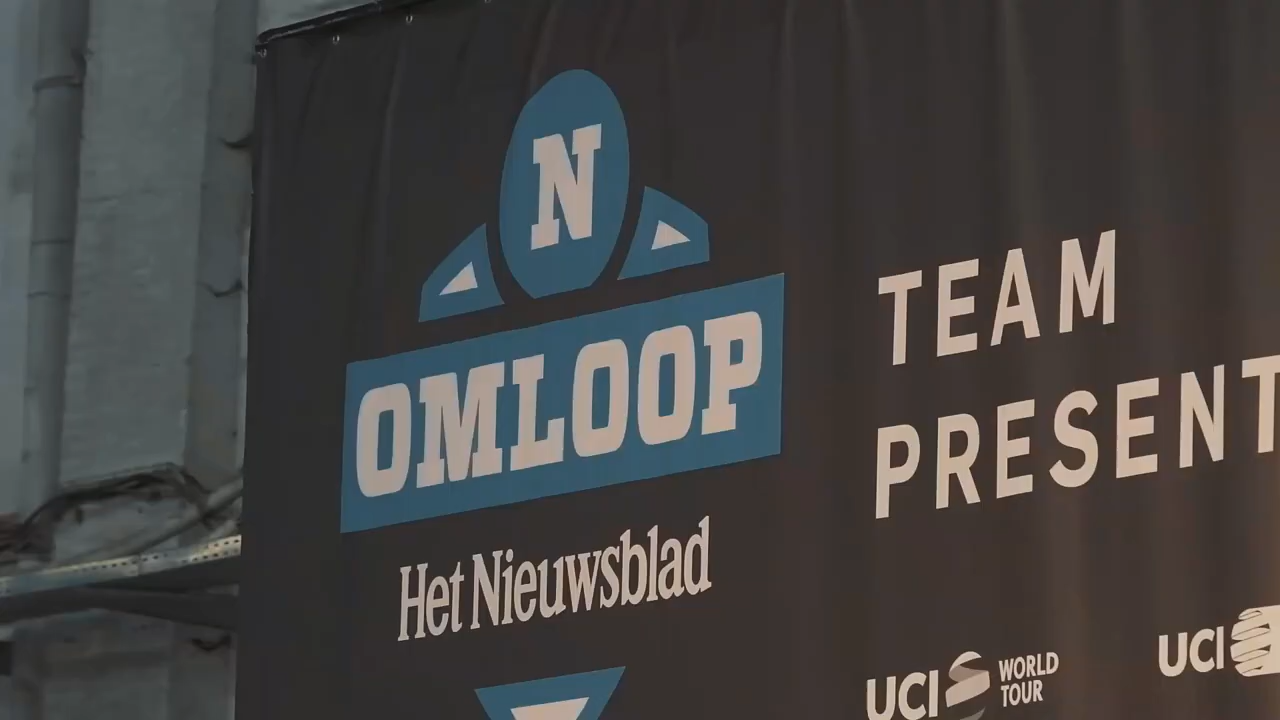 N
OMLOOP
Het Nieuwsblad
TEAM
PRESENT
UCI WORLD TOUR
UCI